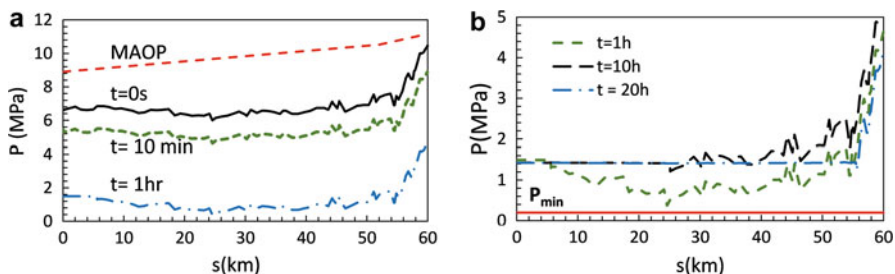 a
12
10
8
6
4
2
0
P (MPa)
MAOP
t=0s
t= 10 min
t= 1hr
0 10 20 30 40 50 60
s(km)
b
5
4
3
2
1
0
P(MPa)
t=1h
t=10h
t = 20h
Pmin
0 10 20 30 40 50 60
s(km)